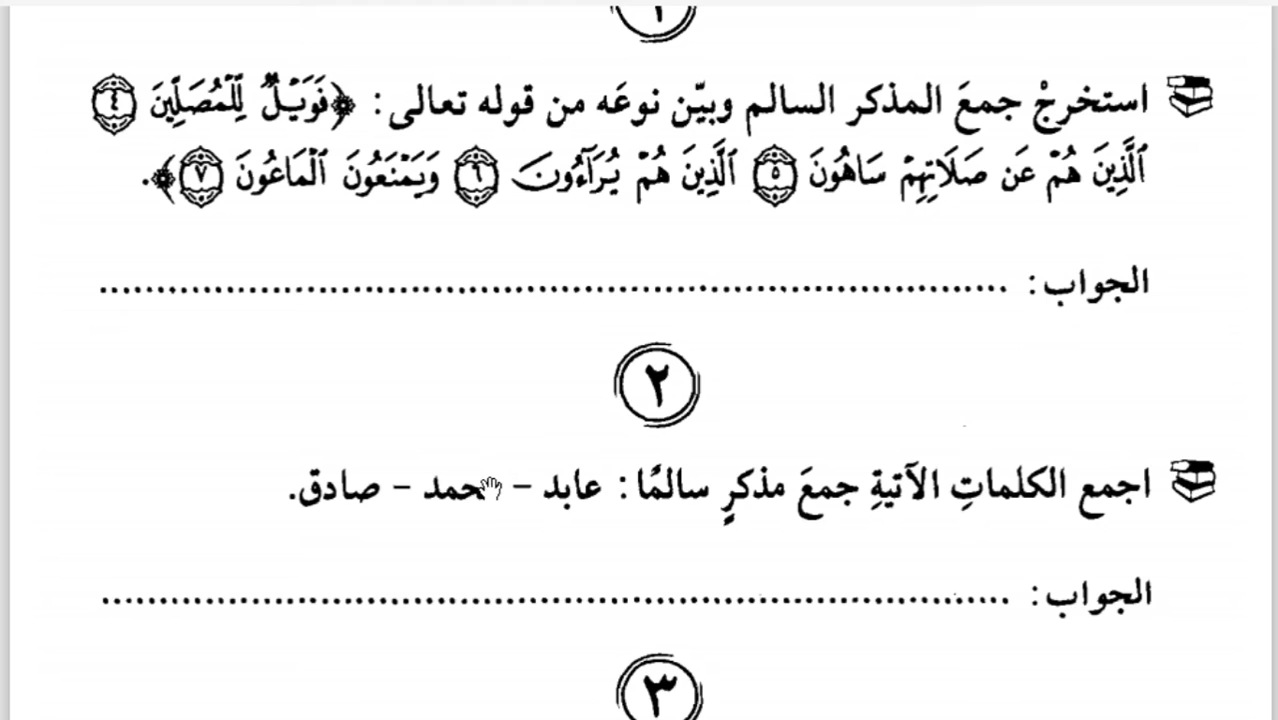 ١
استخرجْ جمعَ المذكر السالم وبيّن نوعَه من قوله تعالى : ﴿فَوَيْلٌ لِّلْمُصَلِّينَ ٤
ٱلَّذِينَ هُمْ عَن صَلَاتِهِمْ سَاهُونَ ٥ ٱلَّذِينَ هُمْ يُرَآءُونَ ٦ وَيَمْنَعُونَ ٱلْمَاعُونَ ٧﴾.
الجواب : ................................................................................
٢
اجمع الكلماتِ الآتيةِ جمعَ مذكرٍ سالمًا : عابد – حمد – صادق.
الجواب : ................................................................................
٣